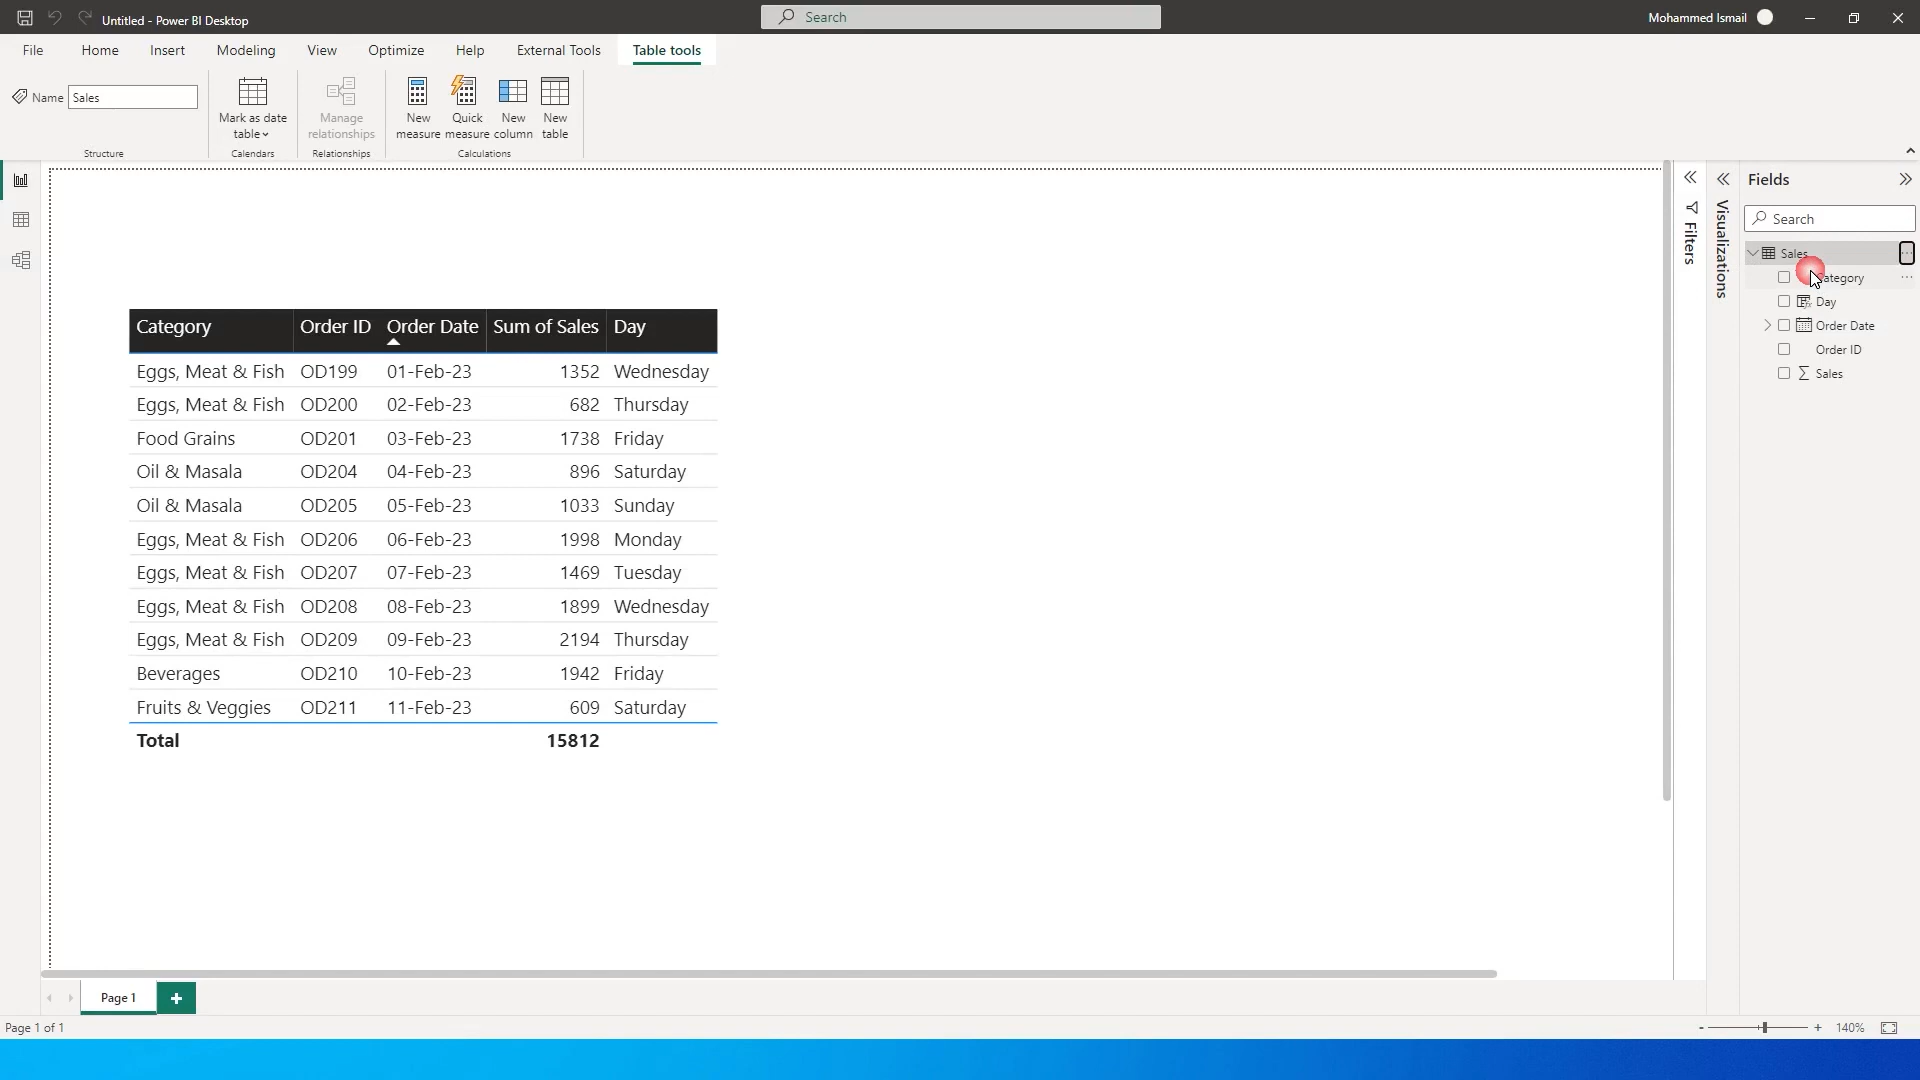 Untitled - Power BI Desktop
Search
Mohammed Ismail
File Home Insert Modeling View Optimize Help External Tools Table tools
Name Sales
Mark as date table
Manage relationships
New measure
Quick measure
New column
New table
Structure Calendars Relationships Calculations
Filters
Visualizations
Fields
Search
Sales
Category
Day
Order Date
Order ID
Sales
Category Order ID Order Date Sum of Sales Day
Eggs, Meat & Fish OD199 01-Feb-23 1352 Wednesday
Eggs, Meat & Fish OD200 02-Feb-23 682 Thursday
Food Grains OD201 03-Feb-23 1738 Friday
Oil & Masala OD204 04-Feb-23 896 Saturday
Oil & Masala OD205 05-Feb-23 1033 Sunday
Eggs, Meat & Fish OD206 06-Feb-23 1998 Monday
Eggs, Meat & Fish OD207 07-Feb-23 1469 Tuesday
Eggs, Meat & Fish OD208 08-Feb-23 1899 Wednesday
Eggs, Meat & Fish OD209 09-Feb-23 2194 Thursday
Beverages OD210 10-Feb-23 1942 Friday
Fruits & Veggies OD211 11-Feb-23 609 Saturday
Total 15812
Page 1
Page 1 of 1
- + 140%